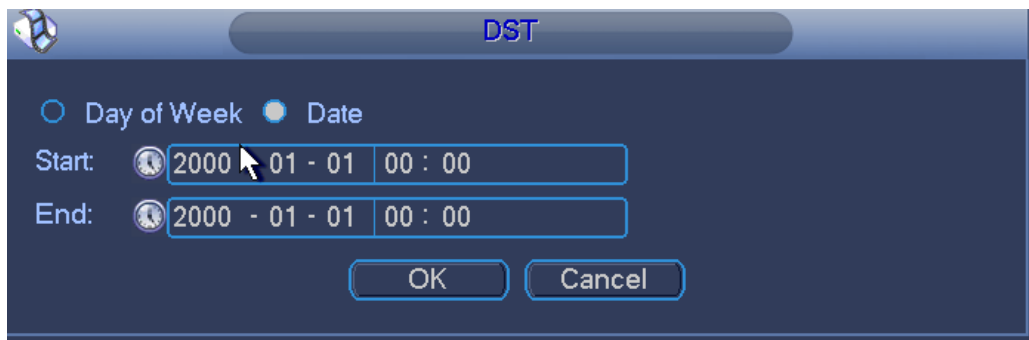 DST
Day of Week Date
Start: 2000 - 01 - 01 00 : 00
End: 2000 - 01 - 01 00 : 00
OK Cancel